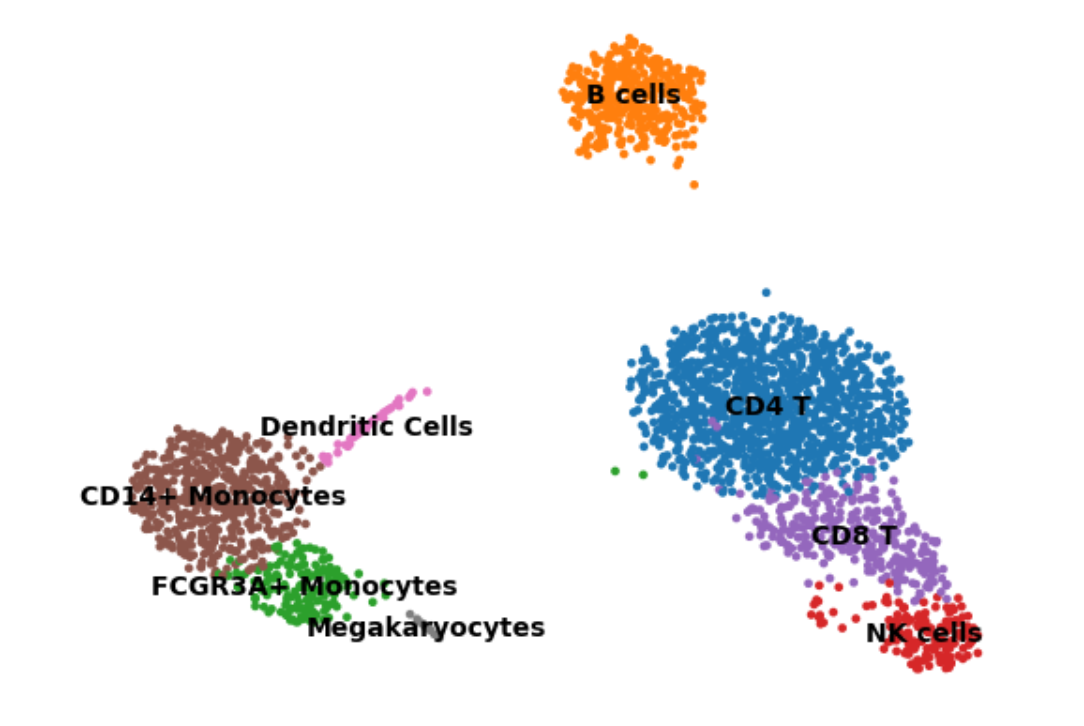 B cells
CD4 T
Dendritic Cells
CD14+ Monocytes
CD8 T
FCGR3A+ Monocytes
Megakaryocytes
NK cells